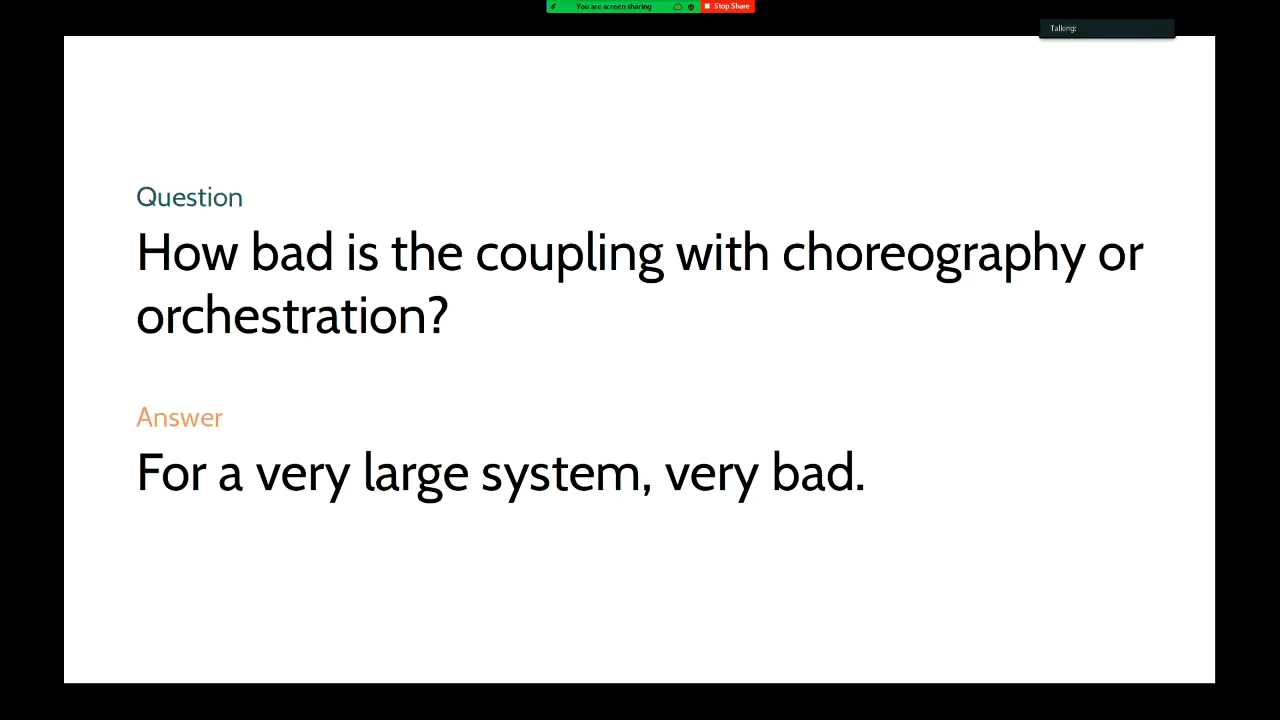 You are screen sharing
Stop Share
Talking:
Question
How bad is the coupling with choreography or
orchestration?
Answer
For a very large system, very bad.